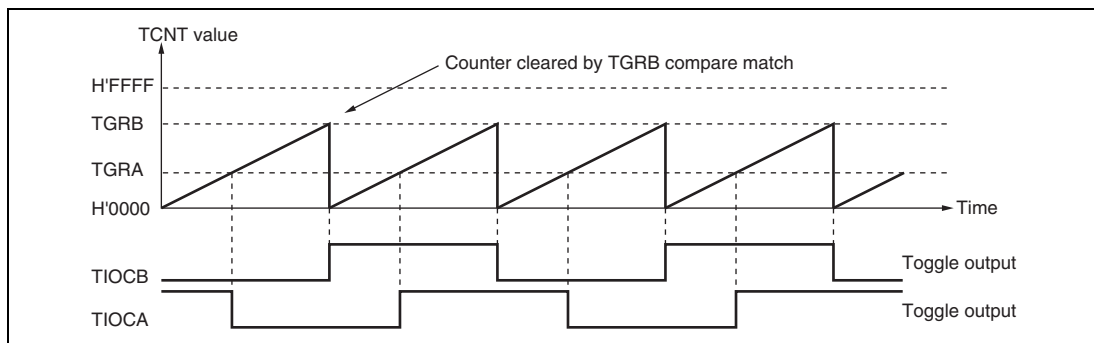 TCNT value
Counter cleared by TGRB compare match
H'FFFF
TGRB
TGRA
H'0000
Time
TIOCB
Toggle output
TIOCA
Toggle output